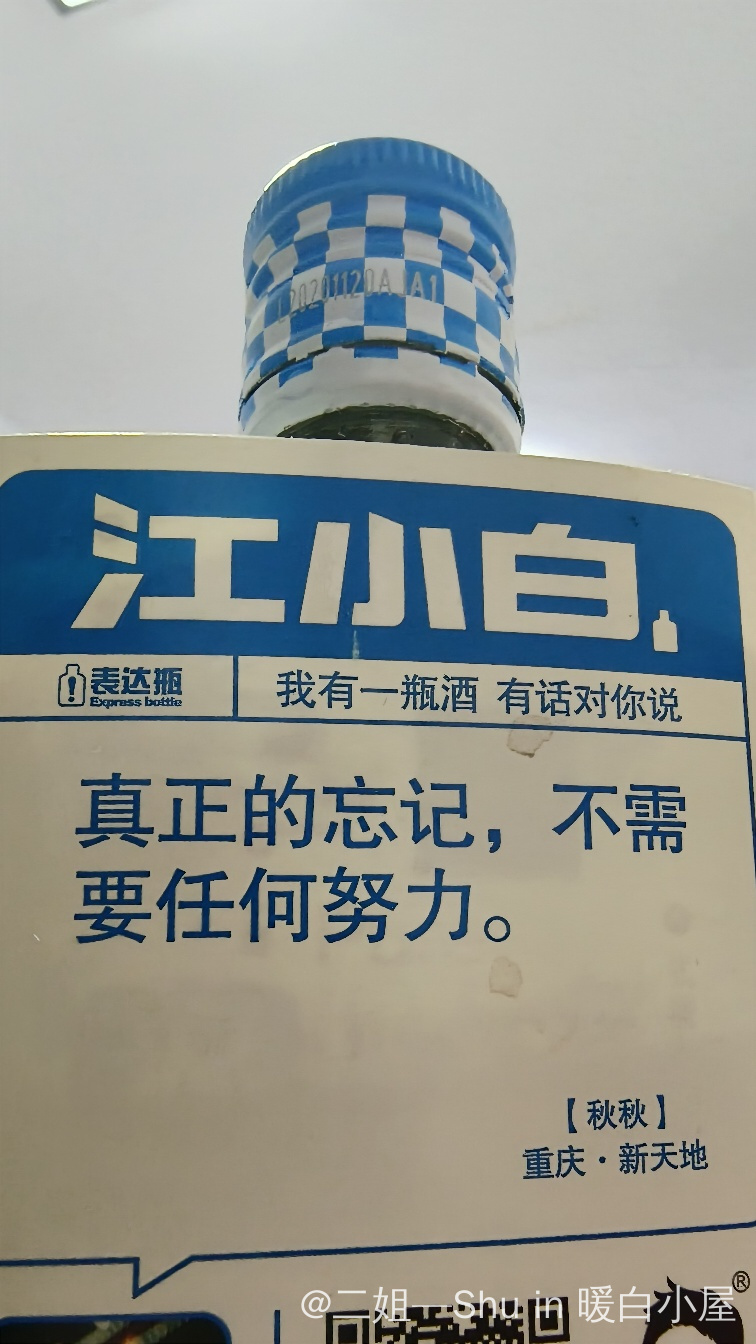 L20201120AJA1
江小白
表达瓶
Express bottle
我有一瓶酒 有话对你说
真正的忘记，不需
要任何努力。
【秋秋】
重庆·新天地
®
@二姐—Shu in 暖白小屋